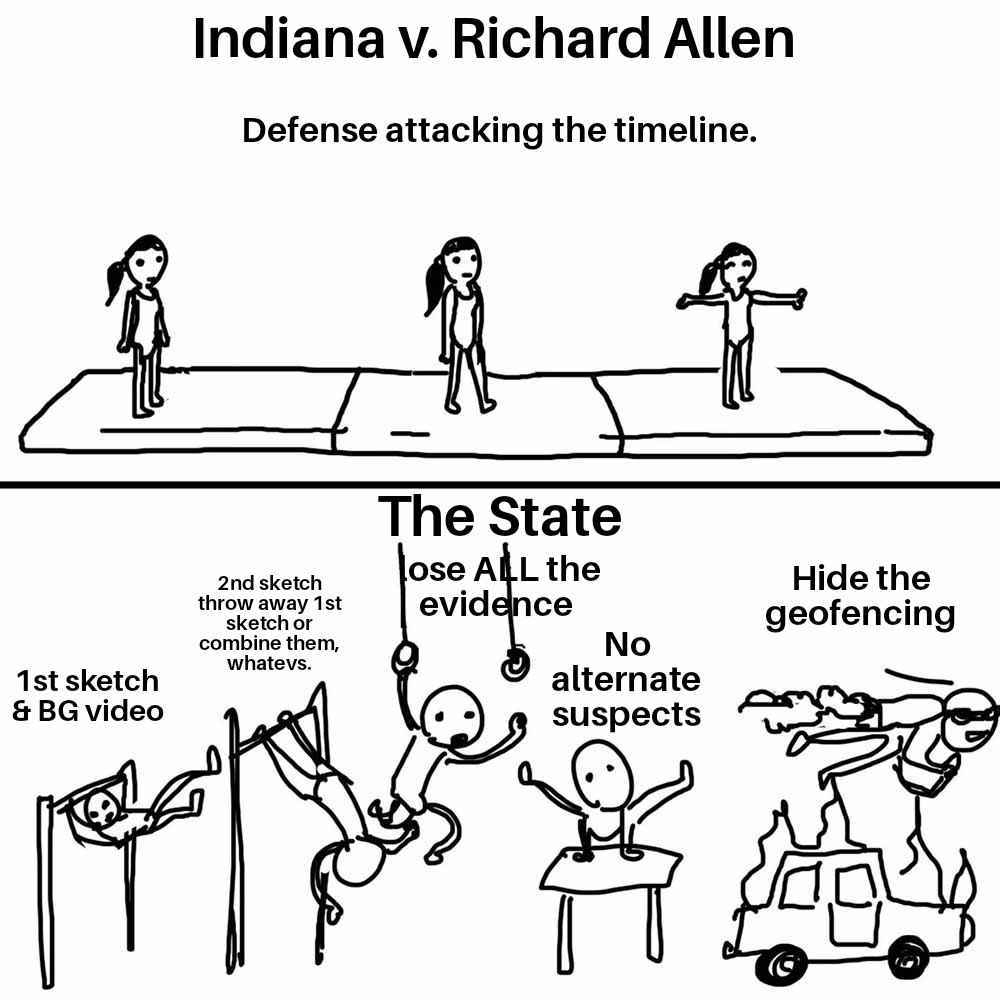 Indiana v. Richard Allen
Defense attacking the timeline.
The State
1st sketch
& BG video
2nd sketch
throw away 1st
sketch or
combine them,
whatevs.
lose ALL the
evidence
No
alternate
suspects
Hide the
geofencing